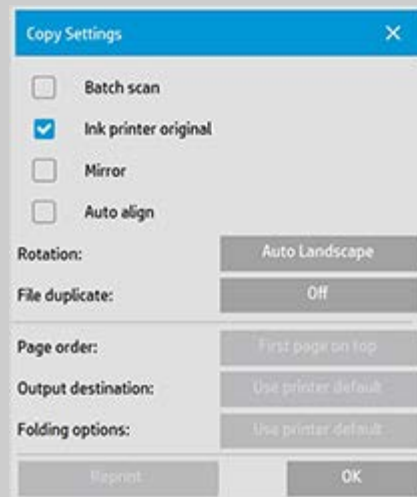 Copy Settings
Batch scan
Ink printer original
Mirror
Auto align
Rotation: Auto Landscape
File duplicate: Off
Page order: First page on top
Output destination: Use printer default
Folding options: Use printer default
Reprint OK